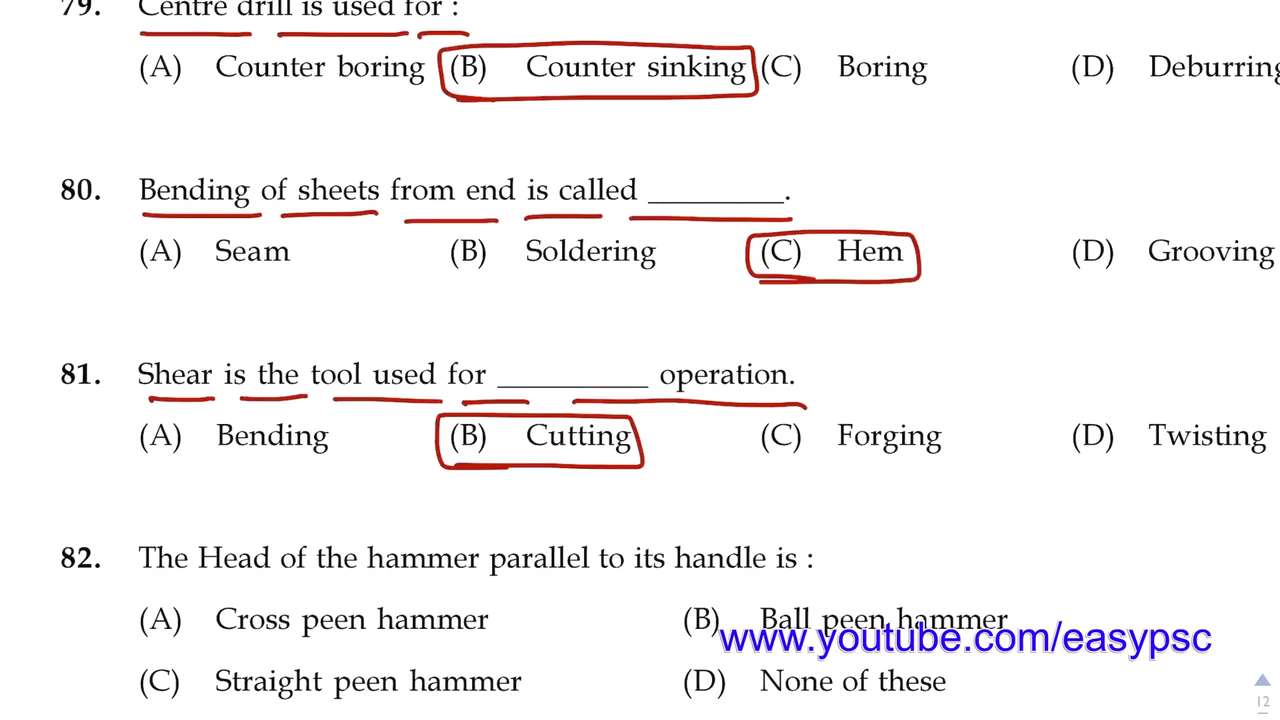 79. Centre drill is used for :
(A) Counter boring (B) Counter sinking (C) Boring (D) Deburring
80. Bending of sheets from end is called _________.
(A) Seam (B) Soldering (C) Hem (D) Grooving
81. Shear is the tool used for __________ operation.
(A) Bending (B) Cutting (C) Forging (D) Twisting
82. The Head of the hammer parallel to its handle is :
(A) Cross peen hammer (B) Ball peen hammer
www.youtube.com/easypsc
(C) Straight peen hammer (D) None of these
12